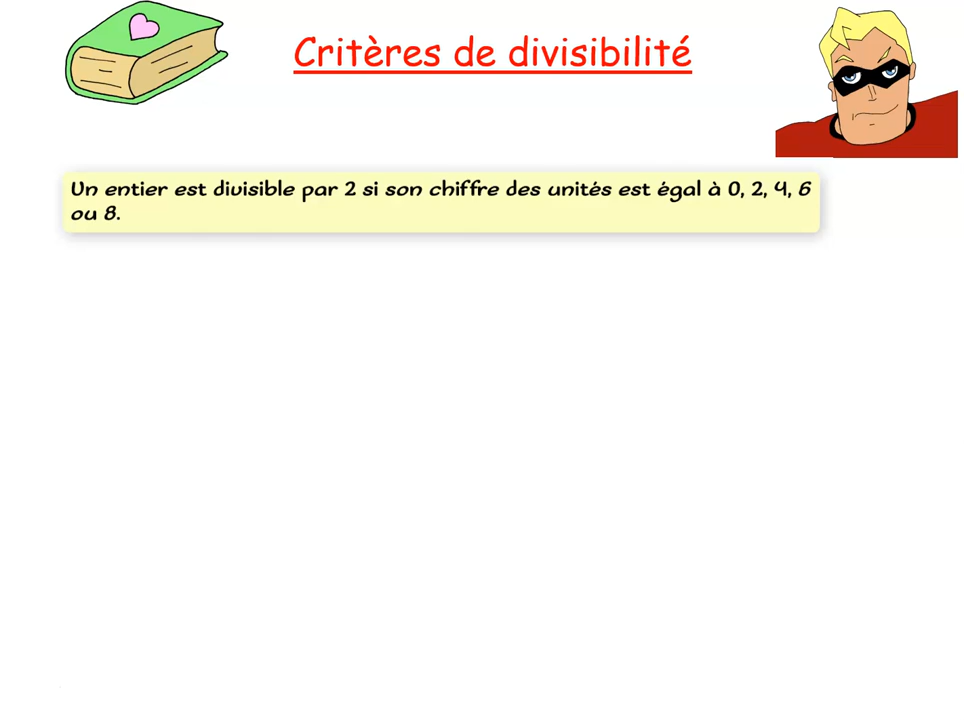 Critères de divisibilité
Un entier est divisible par 2 si son chiffre des unités est égal à 0, 2, 4, 6
ou 8.